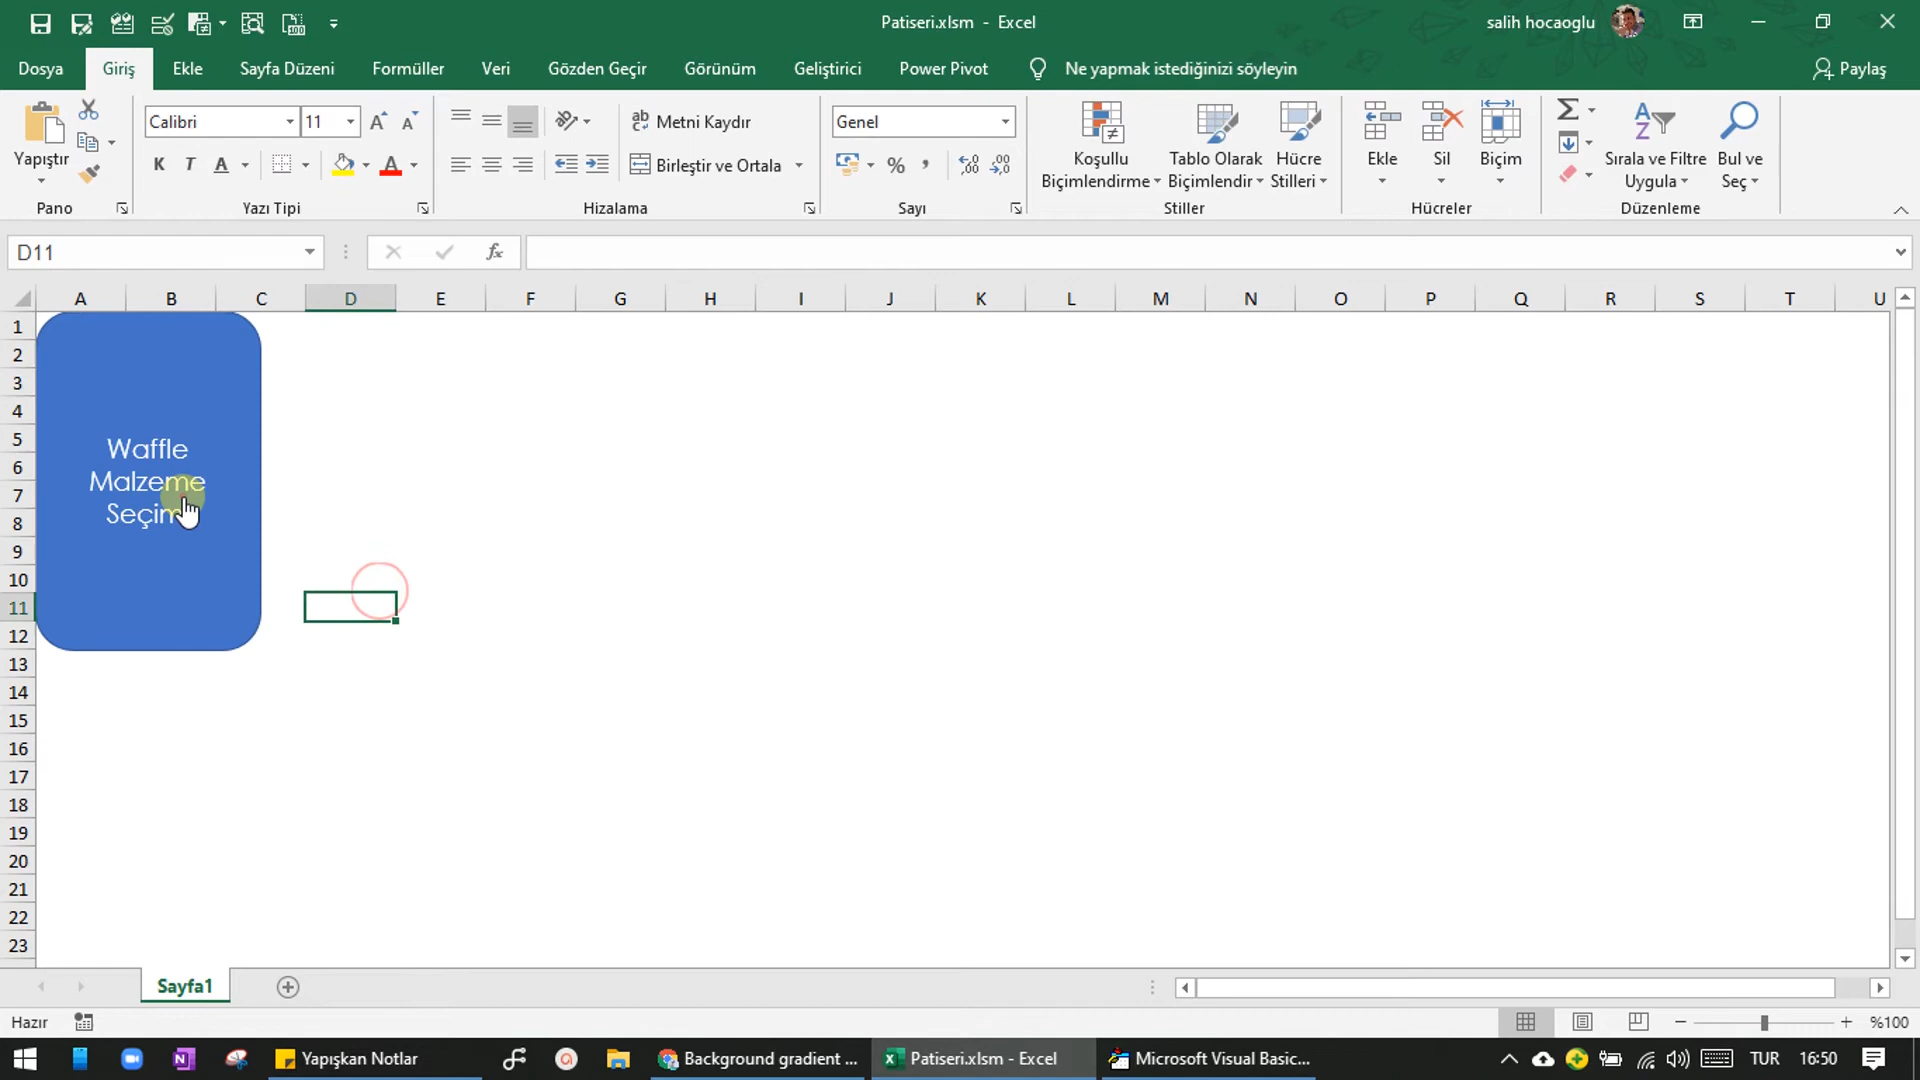 Patiseri.xlsm - Excel
salih hocaoglu
Dosya
Giriş
Ekle
Sayfa Düzeni
Formüller
Veri
Gözden Geçir
Görünüm
Geliştirici
Power Pivot
Ne yapmak istediğinizi söyleyin
Paylaş
Yapıştır
Calibri
11
K T A
Metni Kaydır
Birleştir ve Ortala
Genel
Koşullu
Biçimlendirme
Tablo Olarak
Biçimlendir
Hücre
Stilleri
Ekle
Sil
Biçim
Sırala ve Filtre
Uygula
Bul ve
Seç
Pano
Yazı Tipi
Hizalama
Sayı
Stiller
Hücreler
Düzenleme
D11
fx
A B C D E F G H I J K L M N O P Q R S T U
1
2
3
4
5
6
7
8
9
10
11
12
13
14
15
16
17
18
19
20
21
22
23
Waffle
Malzeme
Seçim
Sayfa1
Hazır
%100
Yapışkan Notlar
Background gradient ...
Patiseri.xlsm - Excel
Microsoft Visual Basic...
TUR
16:50